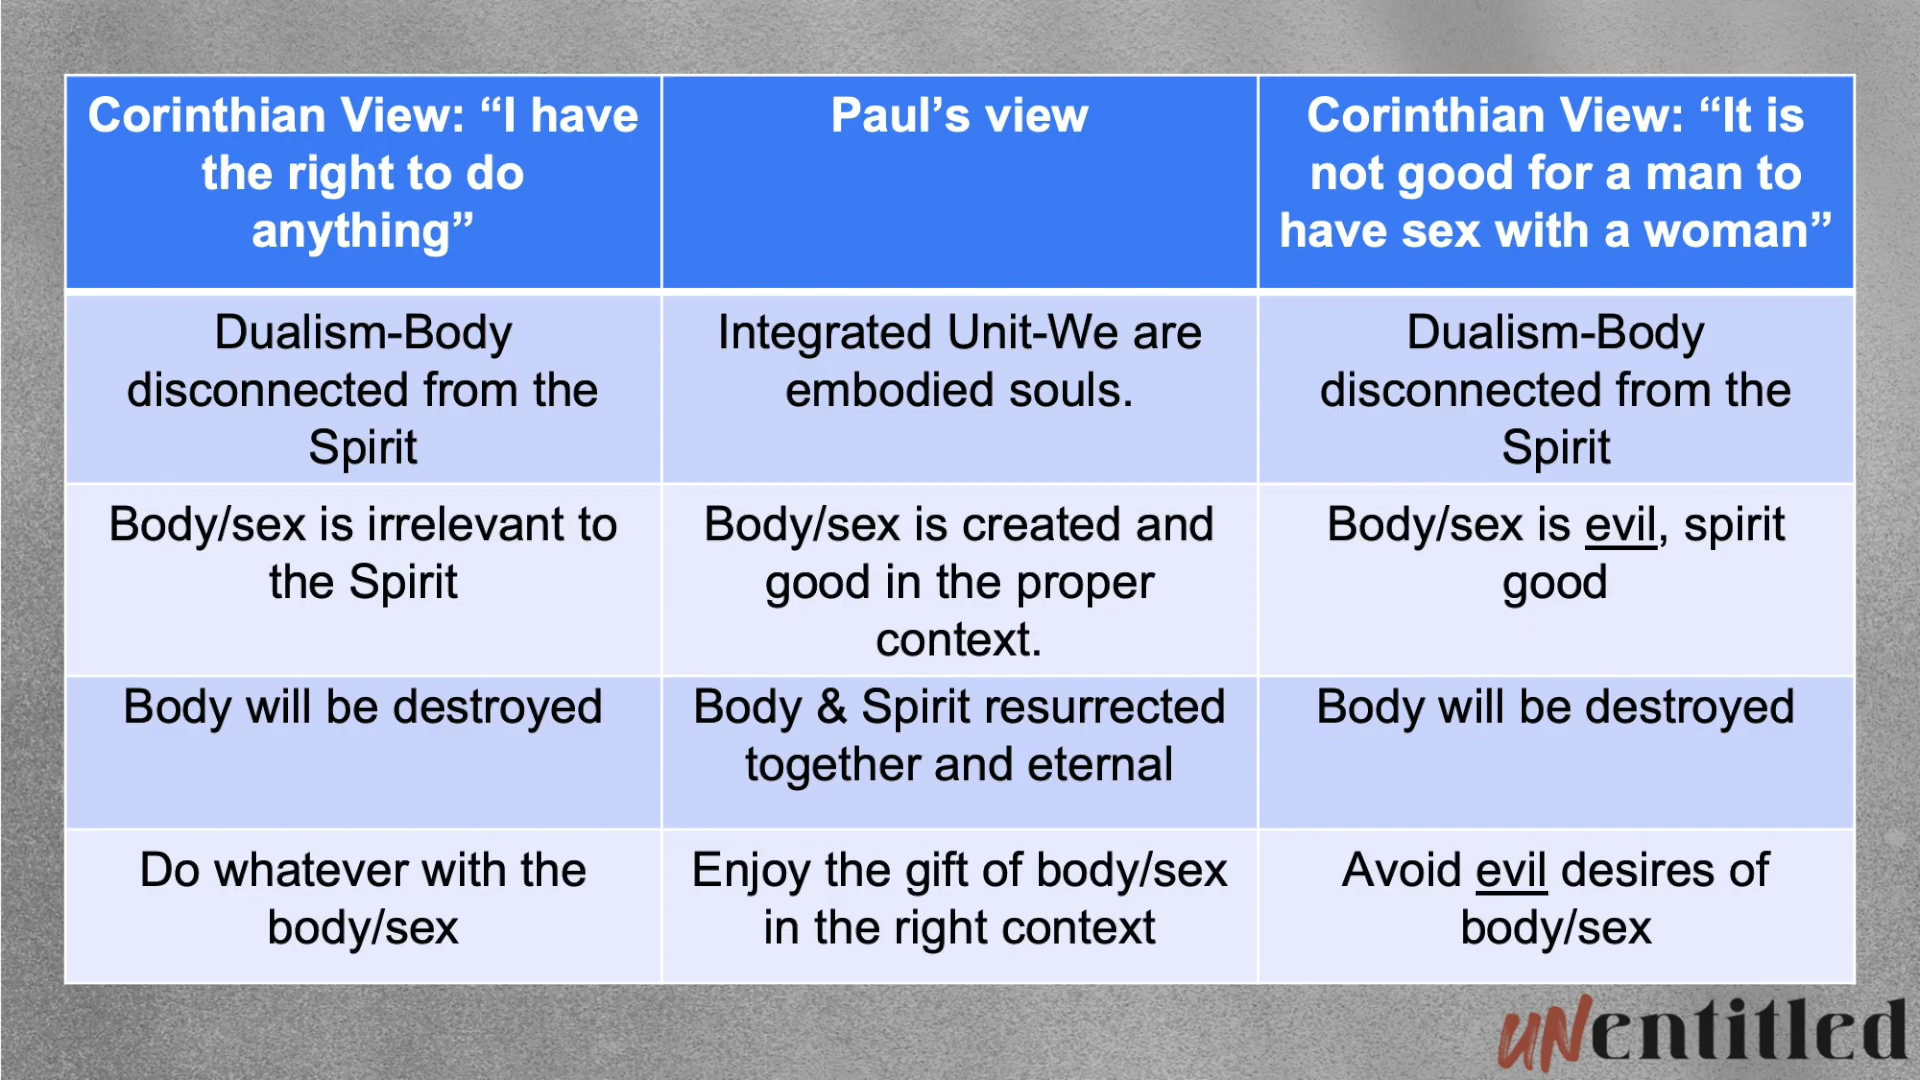 Corinthian View: “I have
the right to do
anything”
Paul’s view
Corinthian View: “It is
not good for a man to
have sex with a woman”
Dualism-Body
disconnected from the
Spirit
Integrated Unit-We are
embodied souls.
Dualism-Body
disconnected from the
Spirit
Body/sex is irrelevant to
the Spirit
Body/sex is created and
good in the proper
context.
Body/sex is evil, spirit
good
Body will be destroyed
Body & Spirit resurrected
together and eternal
Body will be destroyed
Do whatever with the
body/sex
Enjoy the gift of body/sex
in the right context
Avoid evil desires of
body/sex
uNentitled